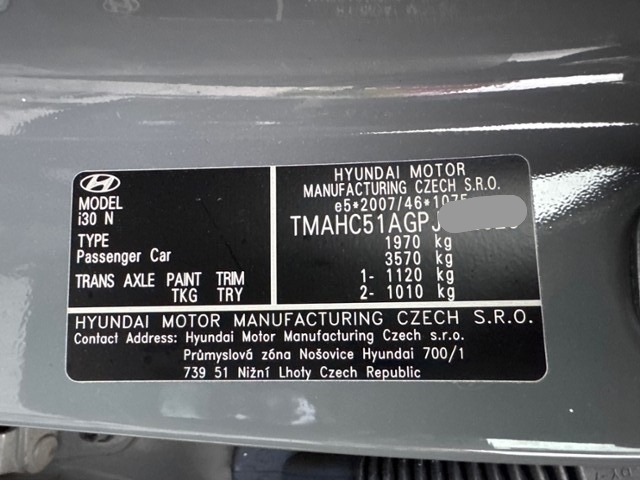 MODEL
i30 N
TYPE
Passenger Car
TRANS AXLE PAINT TRIM
TKG TRY
HYUNDAI MOTOR
MANUFACTURING CZECH S.R.O.
e5*2007/46*1075
TMAHC51AGPJ
1970 kg
3570 kg
1- 1120 kg
2- 1010 kg
HYUNDAI MOTOR MANUFACTURING CZECH S.R.O.
Contact Address: Hyundai Motor Manufacturing Czech s.r.o.
Průmyslová zóna Nošovice Hyundai 700/1
739 51 Nižní Lhoty Czech Republic